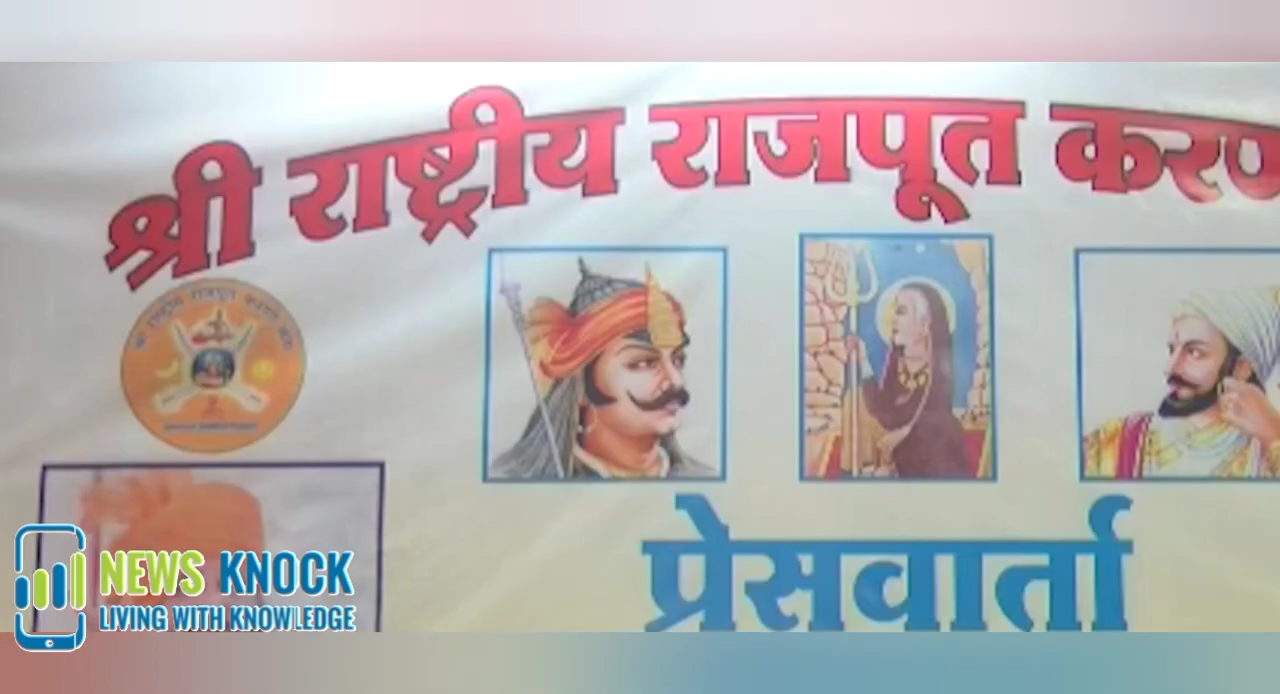 श्री राष्ट्रीय राजपूत करण
प्रेसवार्ता
NEWS KNOCK
LIVING WITH KNOWLEDGE